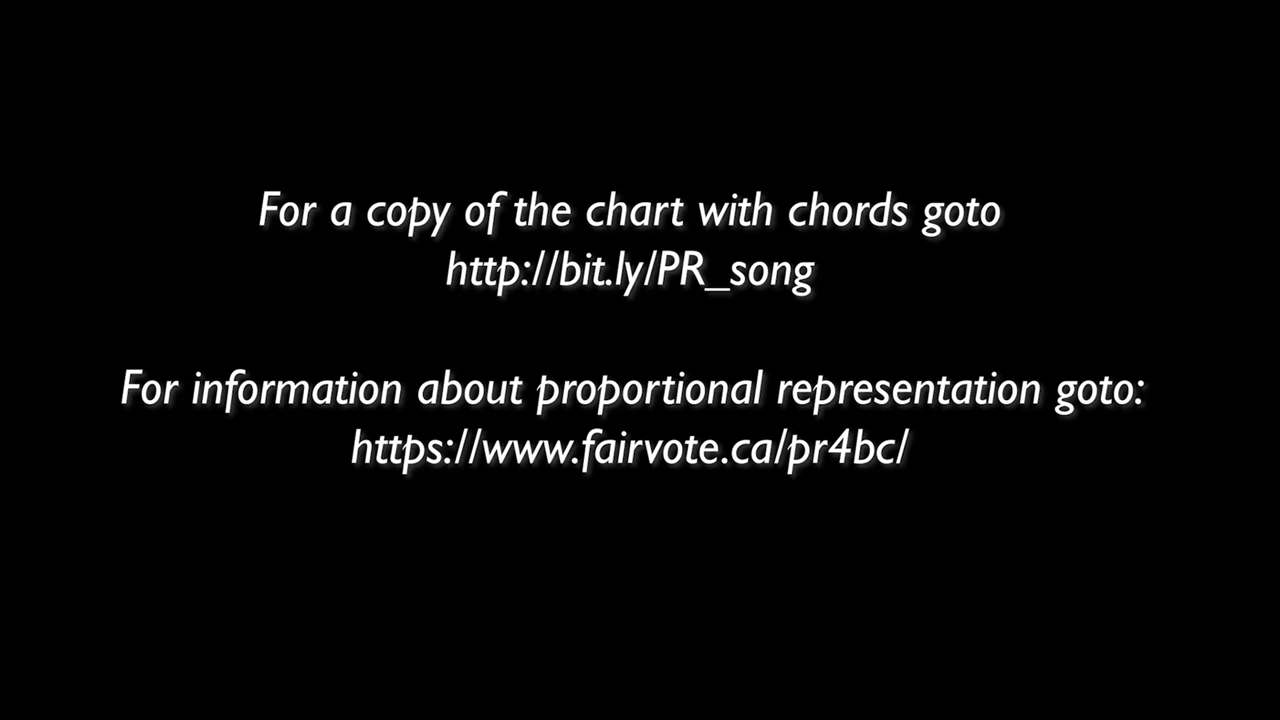 For a copy of the chart with chords goto
http://bit.ly/PR_song
For information about proportional representation goto:
https://www.fairvote.ca/pr4bc/